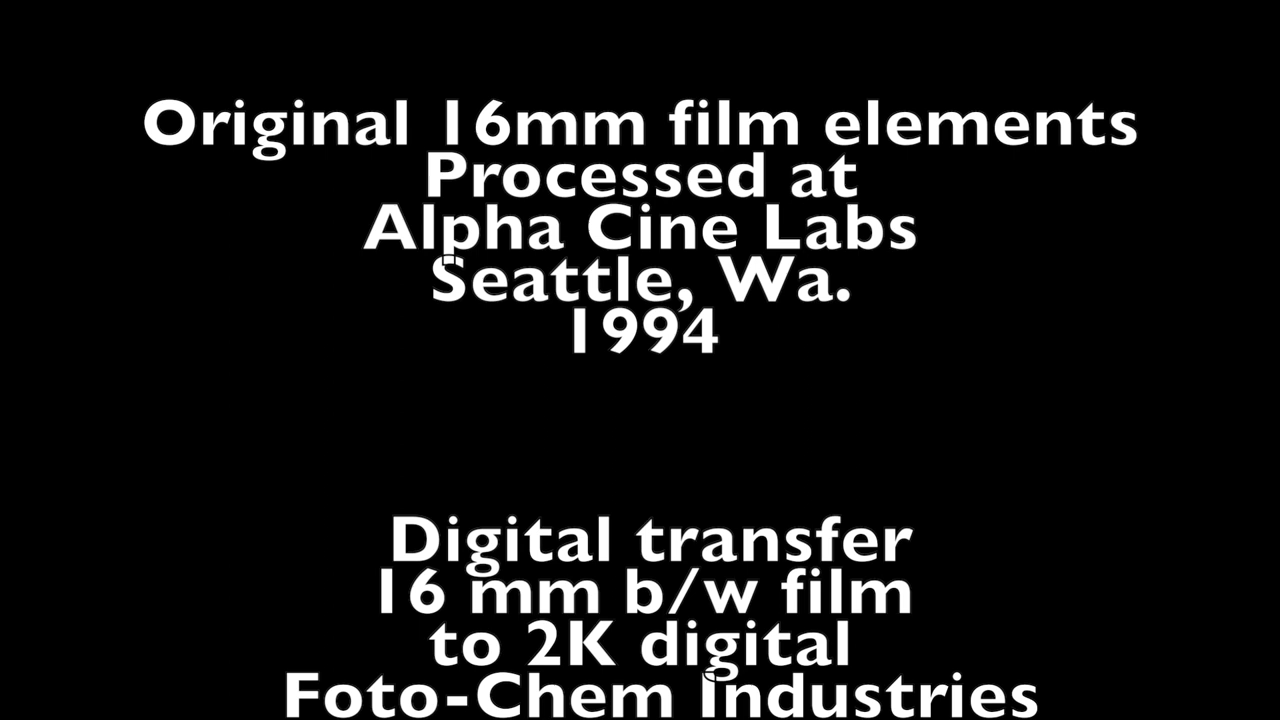 Original 16mm film elements
Processed at
Alpha Cine Labs
Seattle, Wa.
1994
Digital transfer
16 mm b/w film
to 2K digital
Foto-Chem Industries